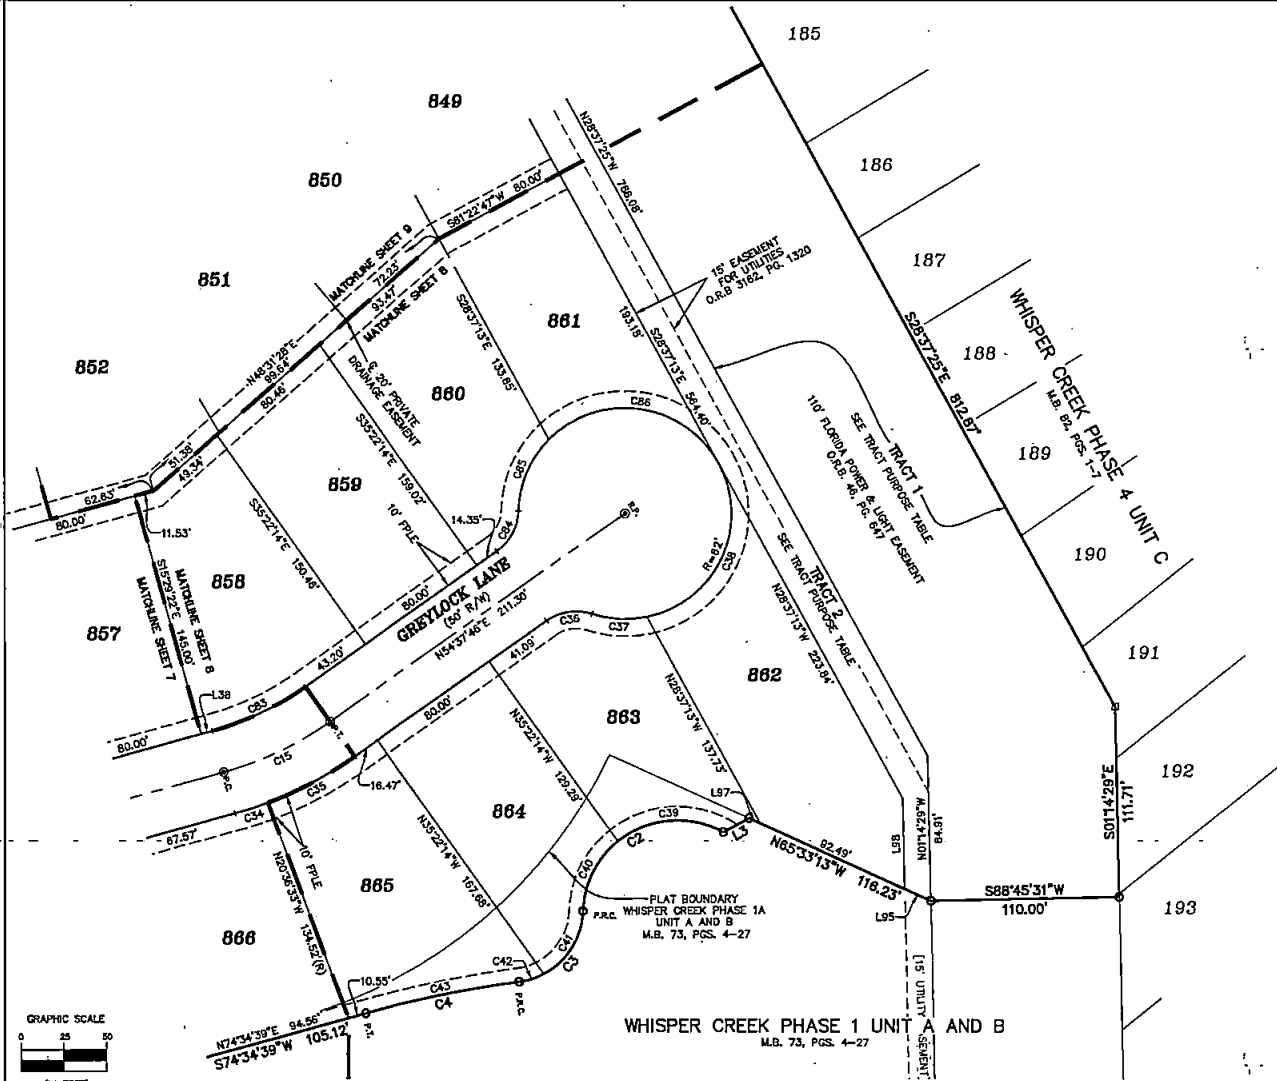 185
849
186
850
N28°37'25"W 766.08'
S61°22'47"W 80.00'
187
MATCHLINE SHEET 9
72.23'
93.47'
MATCHLINE SHEET 8
851
15' EASEMENT
FOR UTILITIES
O.R.B 3162, PG. 1320
WHISPER CREEK PHASE 4 UNIT C
M.B. 82, PGS. 1-7
S28°37'25"E 812.87'
861
193.18'
S28°37'13"E 564.40'
S28°37'13"E 133.85'
188
852
N48°31'28"E
99.64'
80.46'
℄ 20' PRIVATE
DRAINAGE EASEMENT
860
C86
TRACT 1
SEE TRACT PURPOSE TABLE
110' FLORIDA POWER & LIGHT EASEMENT
O.R.B. 46, PG. 647
189
51.38'
49.34'
S35°22'14"E 159.02'
C85
62.63'
80.00'
859
11.53'
S35°22'14"E 150.46'
10' FPLE
14.35'
C84
R.P.
R=62'
C38
190
TRACT 2
SEE TRACT PURPOSE TABLE
858
MATCHLINE SHEET 8
S15°29'22"E 145.00'
MATCHLINE SHEET 7
857
80.00'
GREYLOCK LANE
(50' R/W)
N54°37'46"E 211.30'
C36
C37
N28°37'13"W 223.84'
43.20'
41.09'
862
191
L38
C83
80.00'
N35°22'14"W 129.29'
863
N28°37'13"W 137.73'
80.00'
P.T.
C15
P.C.
16.47'
192
C35
864
L97
C39
C2
L3
S01°14'29"E
111.71'
67.57'
C34
10' FPLE
N35°22'14"W 167.68'
92.49'
N65°33'13"W 116.23'
L98
N01°14'29"W
84.81'
865
C40
N20°36'53"W 134.52'(R)
PLAT BOUNDARY
WHISPER CREEK PHASE 1A
UNIT A AND B
M.B. 73, PGS. 4-27
P.R.C.
S88°45'31"W
110.00'
L95
193
866
C42
C41
C3
10.55'
C43
C4
P.R.C.
P.T.
15' UTILITY EASEMENT
GRAPHIC SCALE
0 25 50
N74°34'39"E 94.56'
S74°34'39"W 105.12'
WHISPER CREEK PHASE 1 UNIT A AND B
M.B. 73, PGS. 4-27